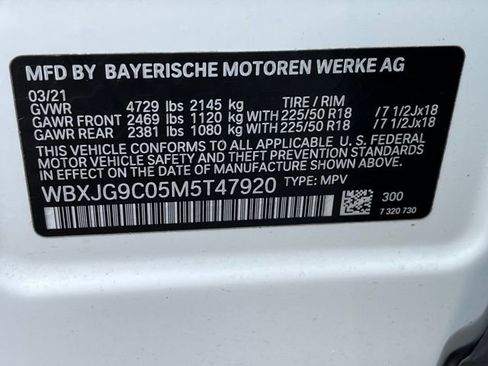 MFD BY BAYERISCHE MOTOREN WERKE AG
03/21
GVWR 4729 lbs 2145 kg TIRE / RIM
GAWR FRONT 2469 lbs 1120 kg WITH 225/50 R18 /7 1/2Jx18
GAWR REAR 2381 lbs 1080 kg WITH 225/50 R18 /7 1/2Jx18
THIS VEHICLE CONFORMS TO ALL APPLICABLE U. S. FEDERAL
MOTOR VEHICLE SAFETY, BUMPER, AND THEFT PREVENTION
STANDARDS IN EFFECT ON THE DATE OF MANUFACTURE SHOWN ABOVE.
WBXJG9C05M5T47920 TYPE: MPV
300
7 320 730